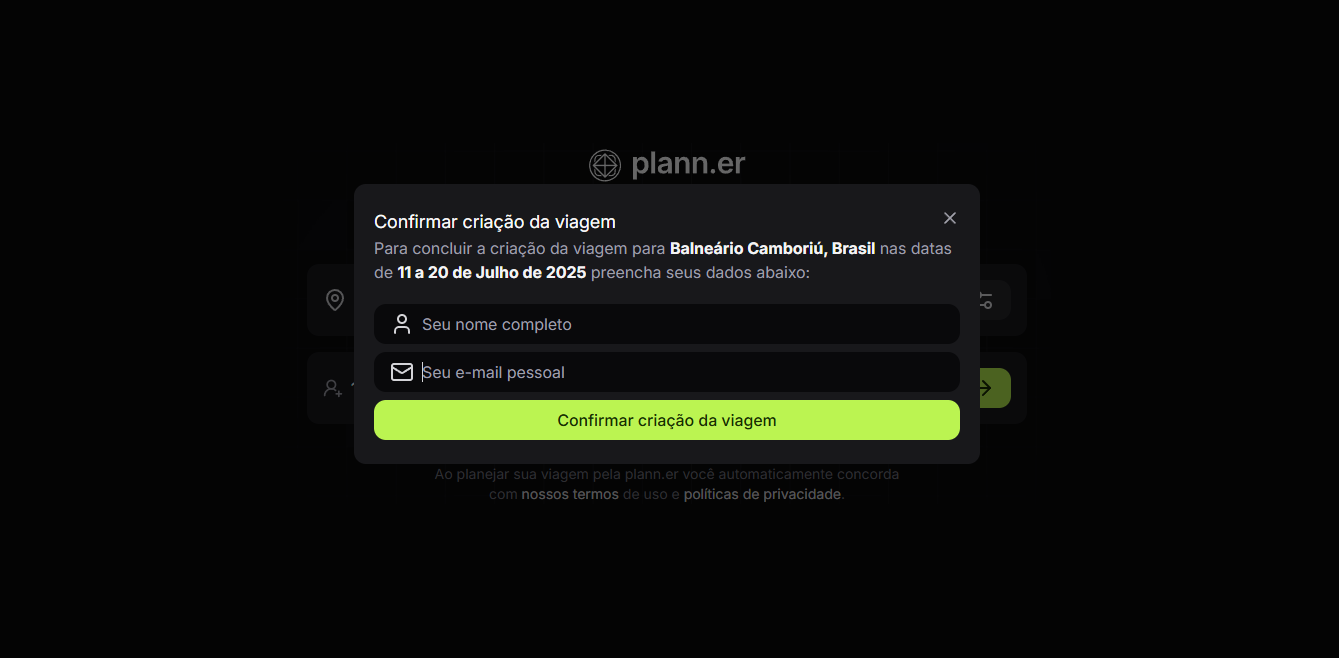 plann.er
Confirmar criação da viagem
Para concluir a criação da viagem para Balneário Camboriú, Brasil nas datas
de 11 a 20 de Julho de 2025 preencha seus dados abaixo:
Seu nome completo
Seu e-mail pessoal
Confirmar criação da viagem
Ao planejar sua viagem pela plann.er você automaticamente concorda
com nossos termos de uso e políticas de privacidade.